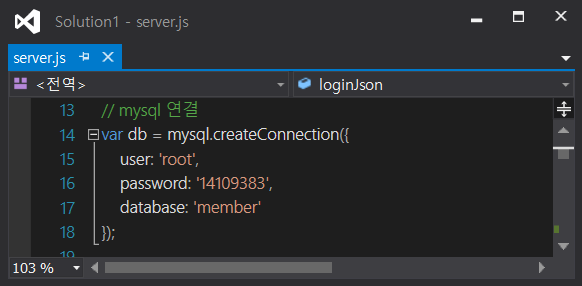 Solution1 - server.js
server.js
<전역> loginJson
13 // mysql 연결
14 var db = mysql.createConnection({
15 user: 'root',
16 password: '14109383',
17 database: 'member'
18 });
19
103 %